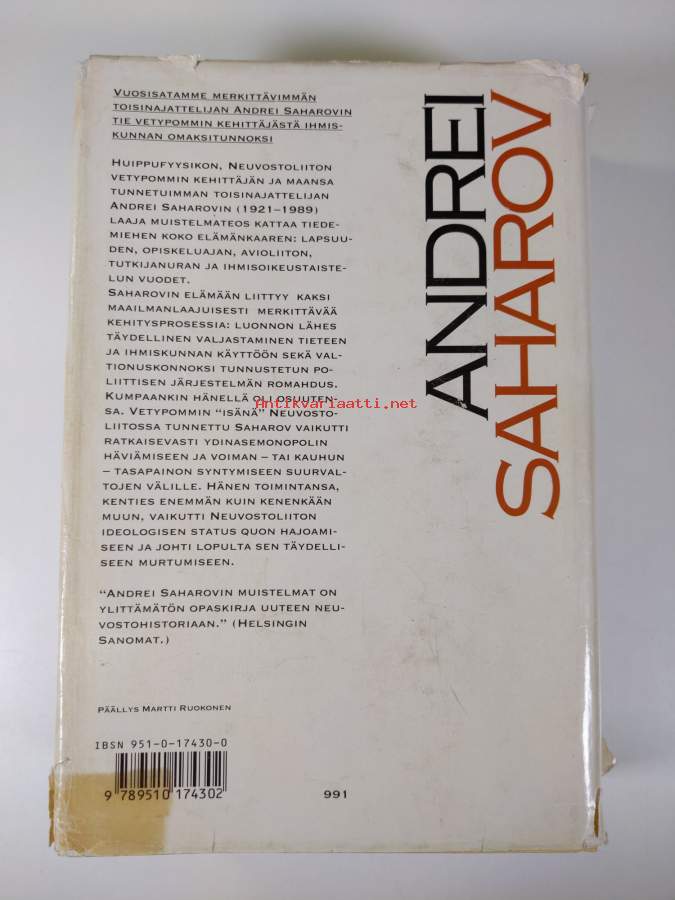 VUOSISATAMME MERKITTÄVIMMÄN
TOISINAJATTELIJAN ANDREI SAHAROVIN
TIE VETYPOMMIN KEHITTÄJÄSTÄ IHMIS-
KUNNAN OMAKSITUNNOKSI
HUIPPUFYYSIKON, NEUVOSTOLIITON
VETYPOMMIN KEHITTÄJÄN JA MAANSA
TUNNETUIMMAN TOISINAJATTELIJAN
ANDREI SAHAROVIN (1921–1989)
LAAJA MUISTELMATEOS KATTAA TIEDE-
MIEHEN KOKO ELÄMÄNKAAREN: LAPSUU-
DEN, OPISKELUAJAN, AVIOLIITON,
TUTKIJANURAN JA IHMISOIKEUSTAISTE-
LUN VUODET.
SAHAROVIN ELÄMÄÄN LIITTYY KAKSI
MAAILMANLAAJUISESTI MERKITTÄVÄÄ
KEHITYSPROSESSIA: LUONNON LÄHES
TÄYDELLINEN VALJASTAMINEN TIETEEN
JA IHMISKUNNAN KÄYTTÖÖN SEKÄ VAL-
TIONUSKONNOKSI TUNNUSTETUN PO-
LIITTISEN JÄRJESTELMÄN ROMAHDUS.
KUMPAANKIN HÄNELLÄ OLI OSUUTEN-
SA. VETYPOMMIN "ISÄNÄ" NEUVOSTO-
LIITOSSA TUNNETTU SAHAROV VAIKUTTI
RATKAISEVASTI YDINASEMONOPOLIN
HÄVIÄMISEEN JA VOIMAN – TAI KAUHUN
– TASAPAINON SYNTYMISEEN SUURVAL-
TOJEN VÄLILLE. HÄNEN TOIMINTANSA,
KENTIES ENEMMÄN KUIN KENENKÄÄN
MUUN, VAIKUTTI NEUVOSTOLIITON
IDEOLOGISEN STATUS QUON HAJOAMI-
SEEN JA JOHTI LOPULTA SEN TÄYDELLI-
SEEN MURTUMISEEN.
"ANDREI SAHAROVIN MUISTELMAT ON
YLITTÄMÄTÖN OPASKIRJA UUTEEN NEU-
VOSTOHISTORIAAN." (HELSINGIN
SANOMAT.)
PÄÄLLYS MARTTI RUOKONEN
IBSN 951-0-17430-0
9 789510 174302
991
ANDREI
SAHAROV
Antikvariaatti.net